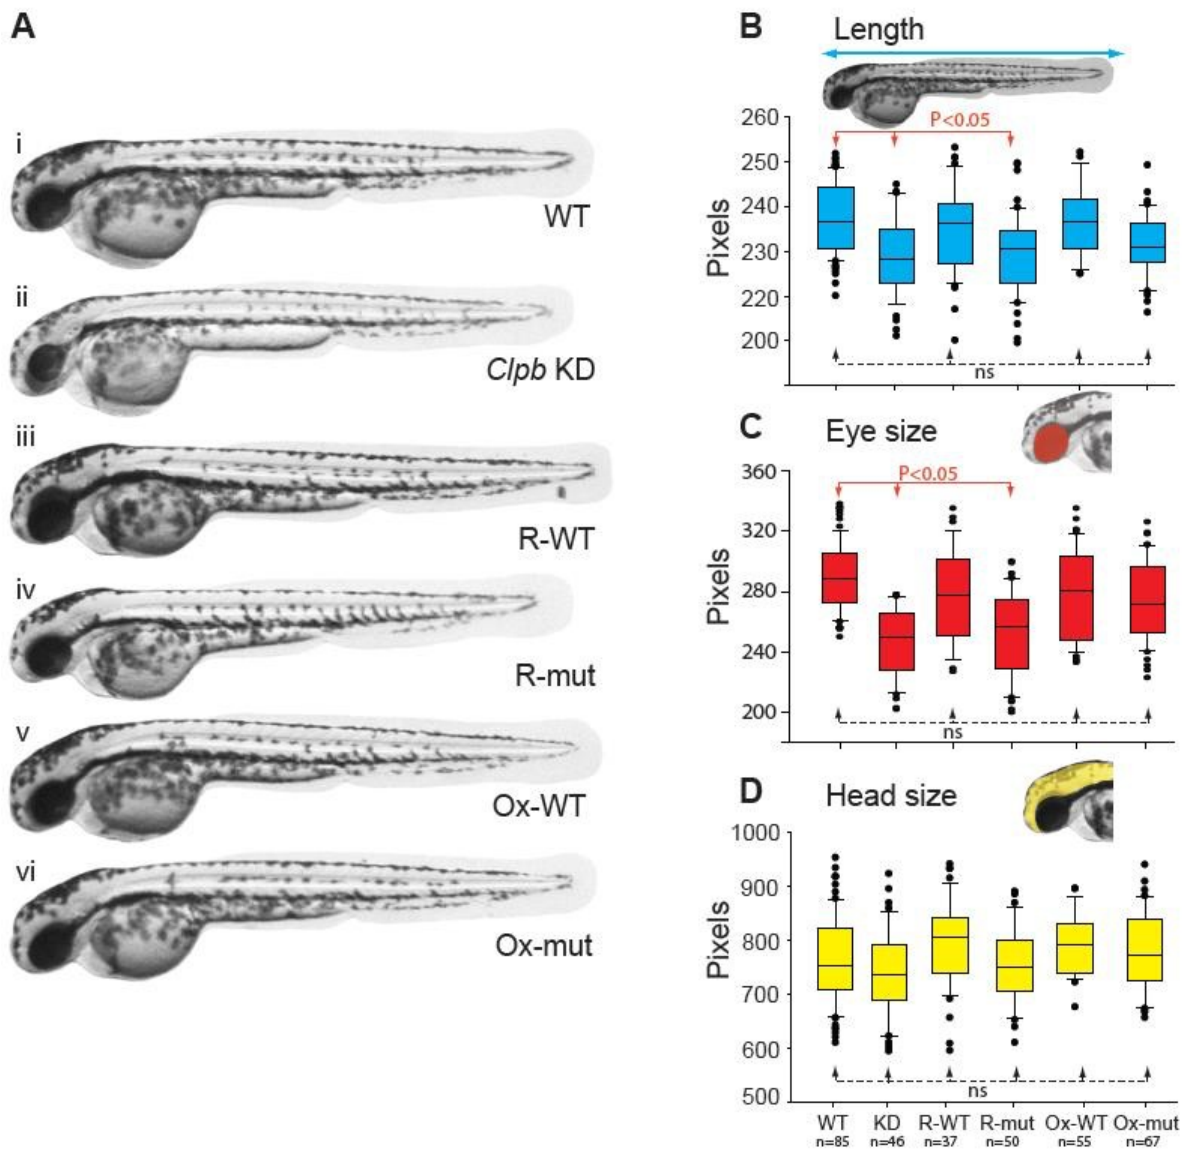 A
i
WT
ii
Clpb KD
iii
R-WT
iv
R-mut
v
Ox-WT
vi
Ox-mut
B
Length
Pixels
260
250
240
230
220
200
P<0.05
ns
C
Eye size
Pixels
360
320
280
240
200
P<0.05
ns
D
Head size
Pixels
1000
900
800
700
600
500
ns
WT KD R-WT R-mut Ox-WT Ox-mut
n=85 n=46 n=37 n=50 n=55 n=67